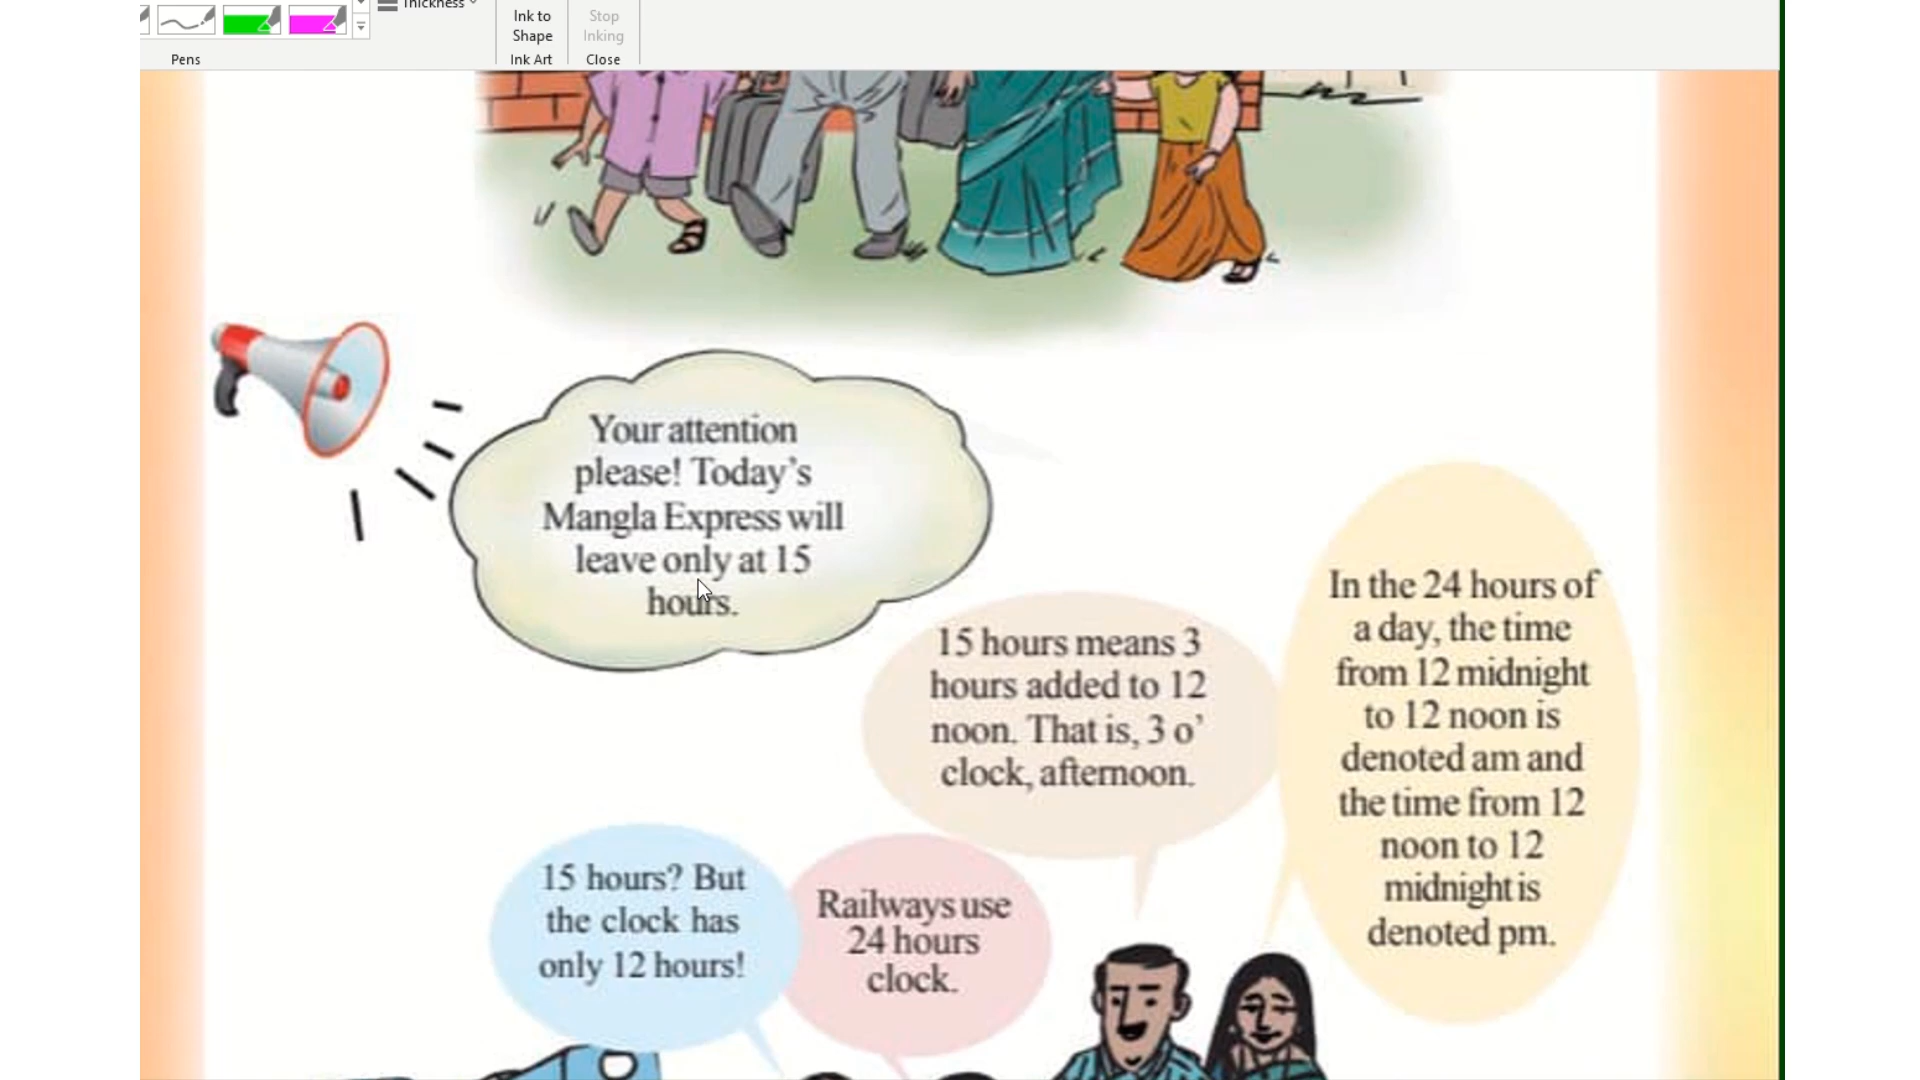 Thickness
Ink to
Shape
Stop
Inking
Pens
Ink Art
Close
Your attention
please! Today's
Mangla Express will
leave only at 15
hours.
15 hours means 3
hours added to 12
noon. That is, 3 o'
clock, afternoon.
In the 24 hours of
a day, the time
from 12 midnight
to 12 noon is
denoted am and
the time from 12
noon to 12
midnight is
denoted pm.
15 hours? But
the clock has
only 12 hours!
Railways use
24 hours
clock.